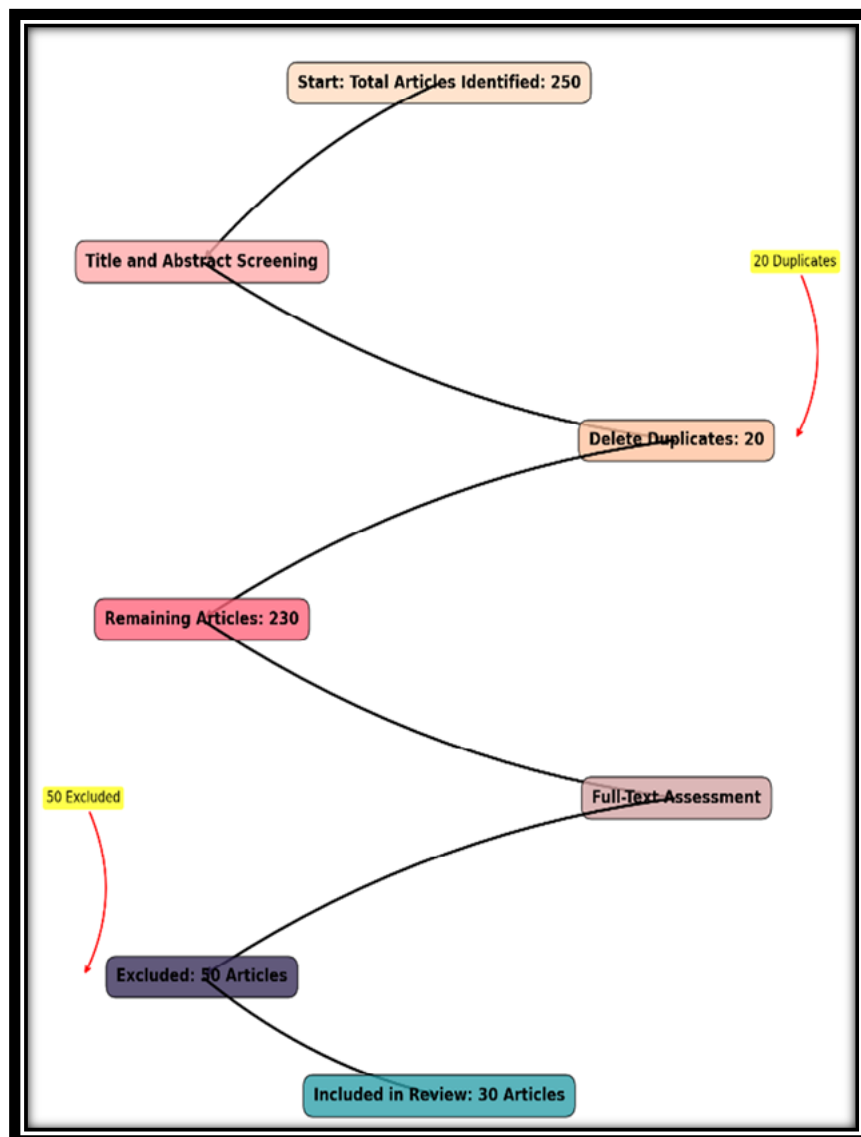 Start: Total Articles Identified: 250
Title and Abstract Screening
20 Duplicates
Delete Duplicates: 20
Remaining Articles: 230
50 Excluded
Full-Text Assessment
Excluded: 50 Articles
Included in Review: 30 Articles